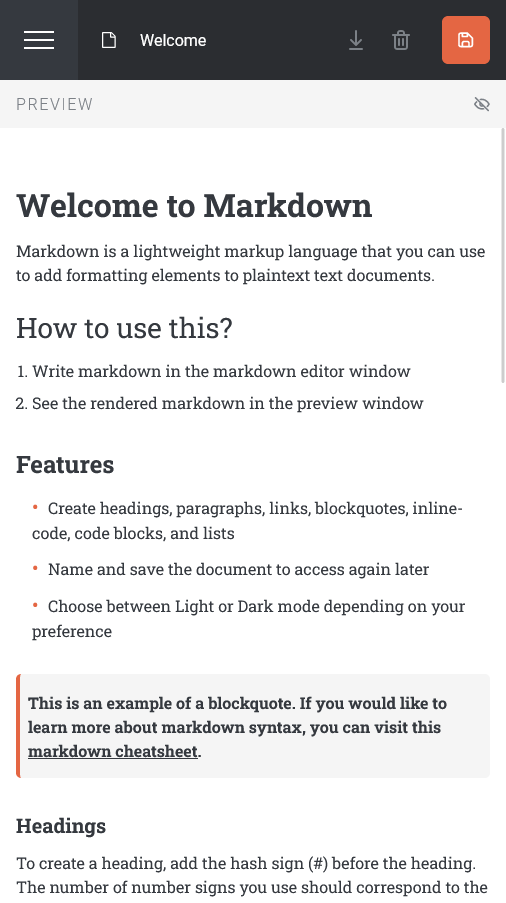 Welcome
PREVIEW
Welcome to Markdown
Markdown is a lightweight markup language that you can use
to add formatting elements to plaintext text documents.
How to use this?
1. Write markdown in the markdown editor window
2. See the rendered markdown in the preview window
Features
• Create headings, paragraphs, links, blockquotes, inline-
code, code blocks, and lists
• Name and save the document to access again later
• Choose between Light or Dark mode depending on your
preference
This is an example of a blockquote. If you would like to
learn more about markdown syntax, you can visit this
markdown cheatsheet.
Headings
To create a heading, add the hash sign (#) before the heading.
The number of number signs you use should correspond to the